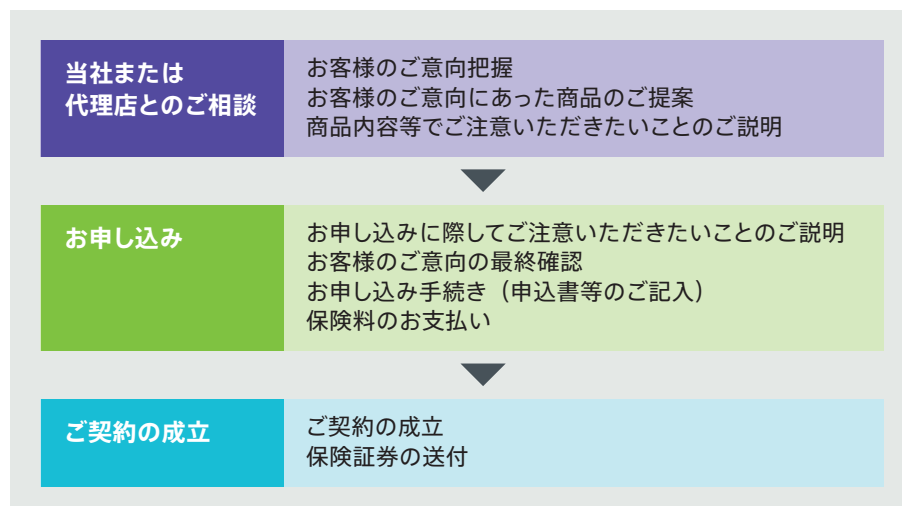 当社または
代理店とのご相談
お客様のご意向把握
お客様のご意向にあった商品のご提案
商品内容等でご注意いただきたいことのご説明
お申し込み
お申し込みに際してご注意いただきたいことのご説明
お客様のご意向の最終確認
お申し込み手続き（申込書等のご記入）
保険料のお支払い
ご契約の成立
ご契約の成立
保険証券の送付